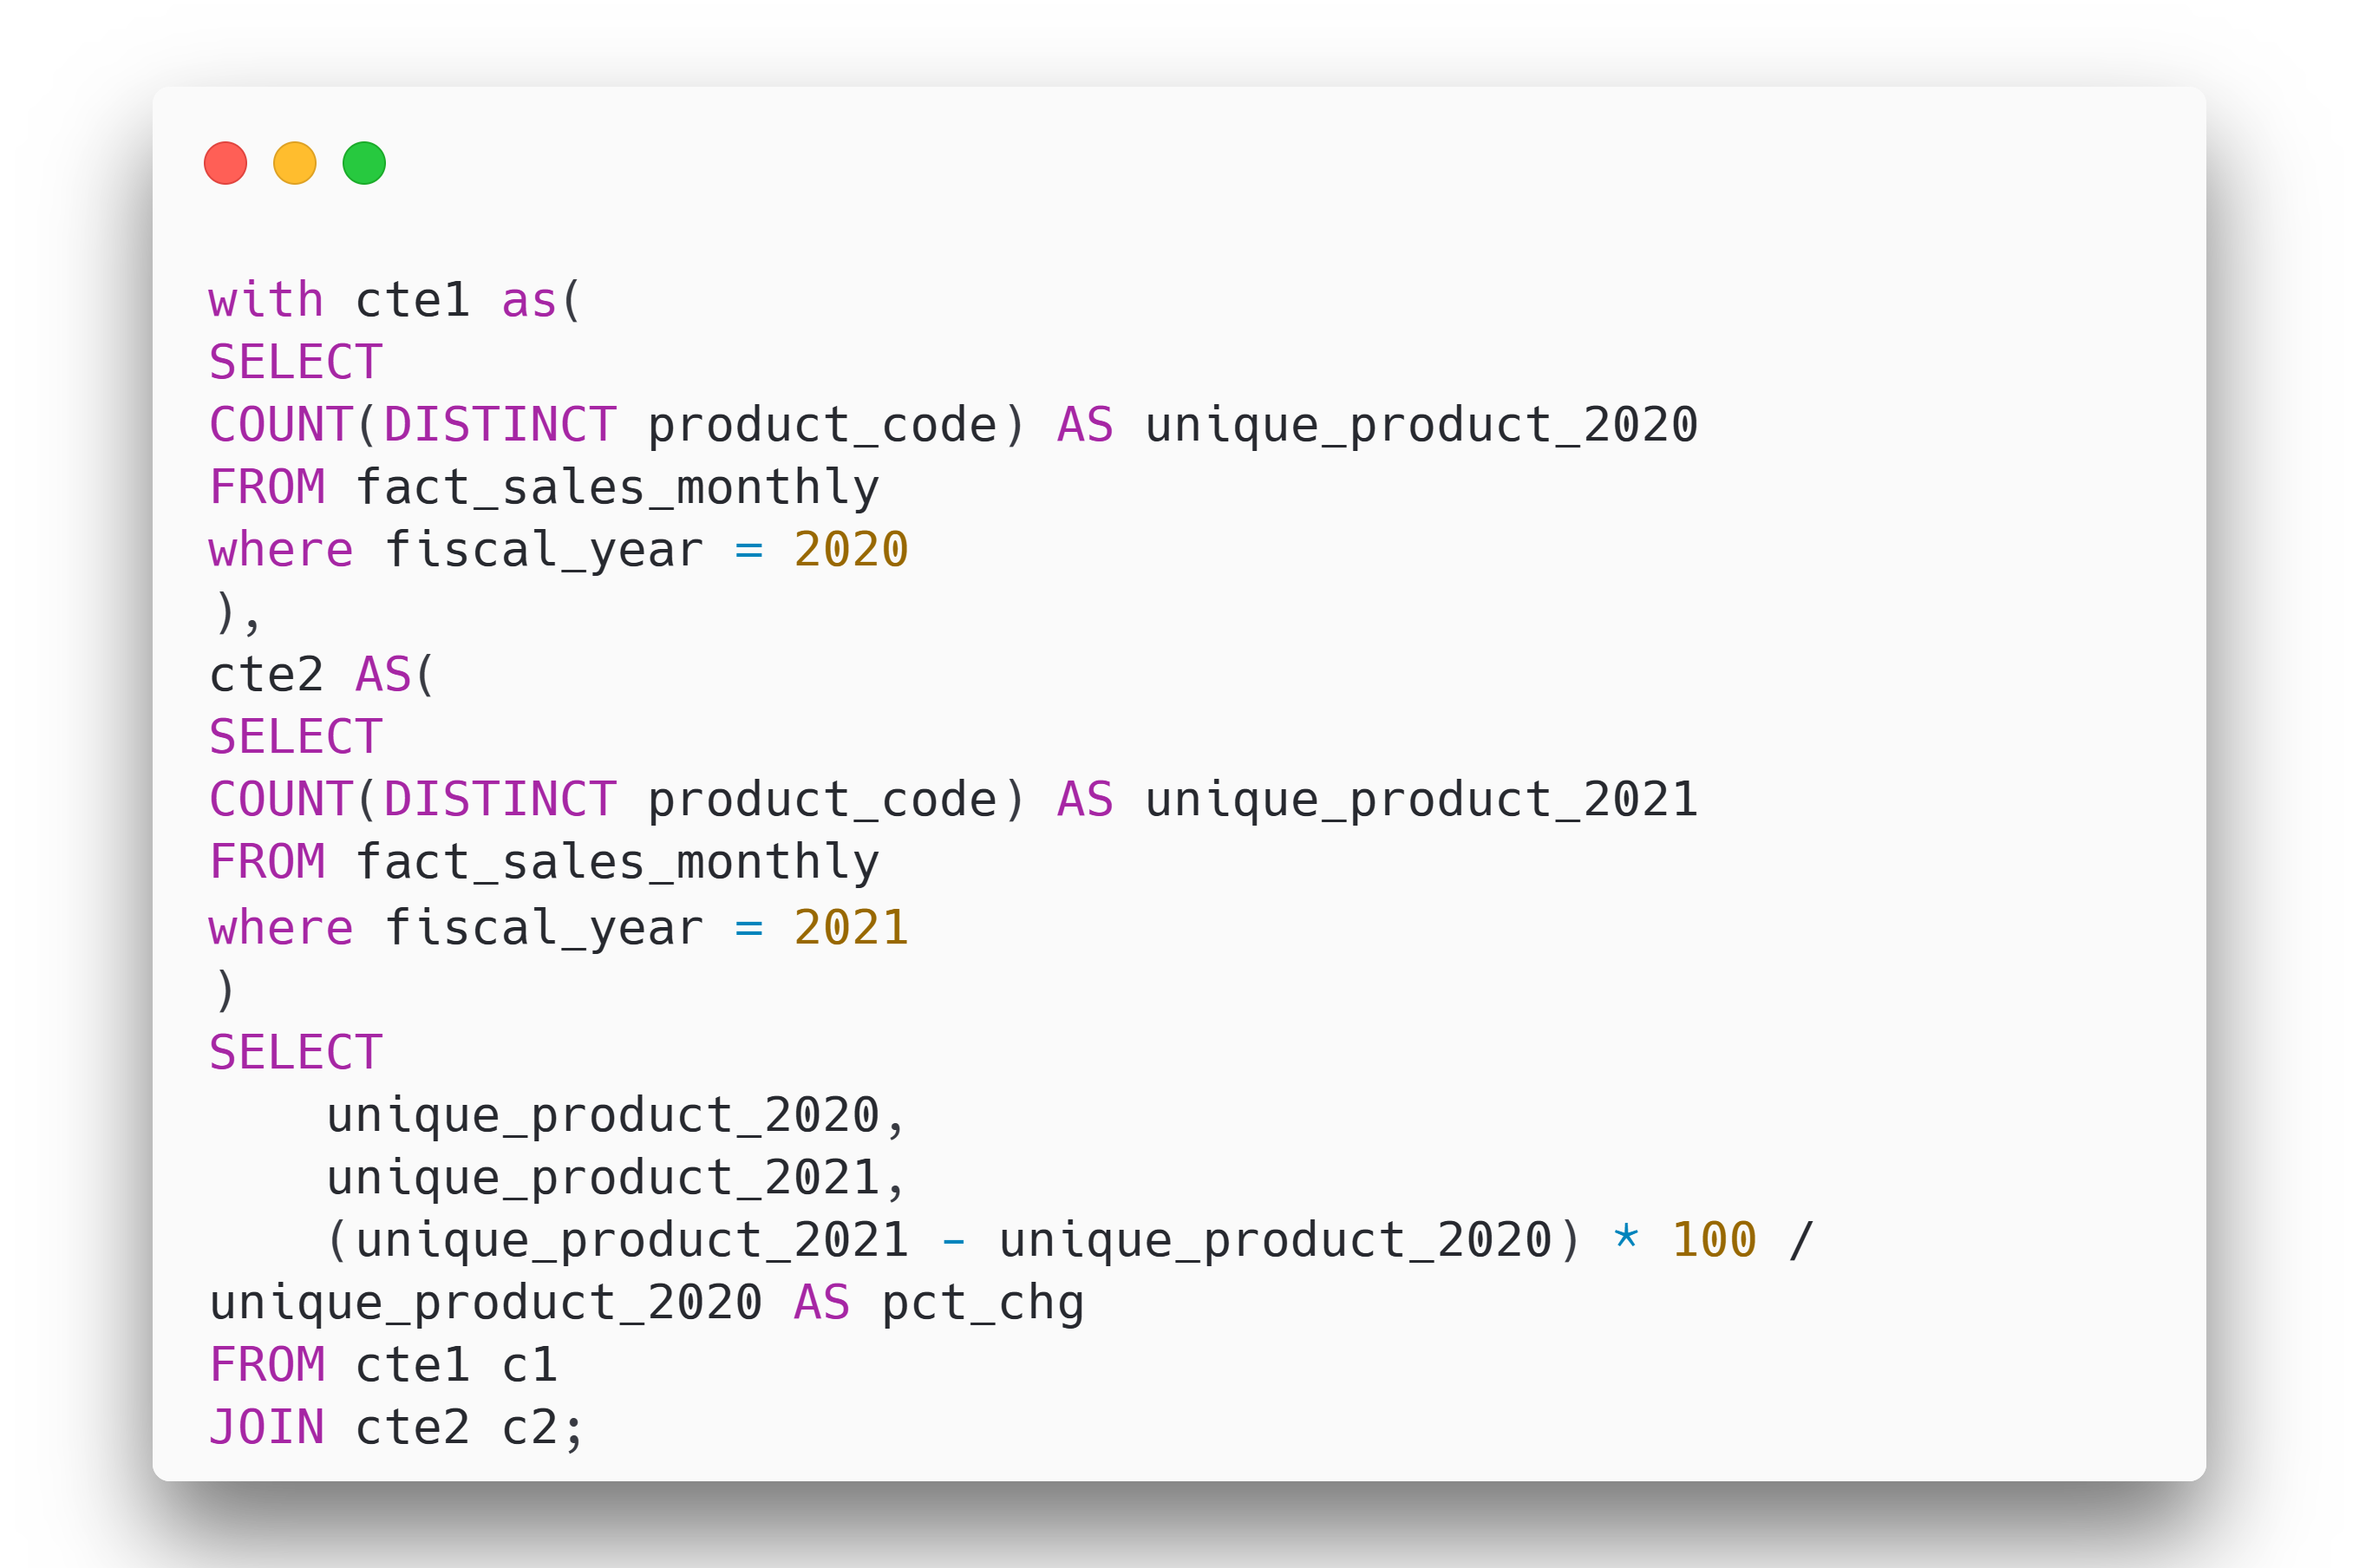 with cte1 as(
SELECT
COUNT(DISTINCT product_code) AS unique_product_2020
FROM fact_sales_monthly
where fiscal_year = 2020
),
cte2 AS(
SELECT
COUNT(DISTINCT product_code) AS unique_product_2021
FROM fact_sales_monthly
where fiscal_year = 2021
)
SELECT
    unique_product_2020,
    unique_product_2021,
    (unique_product_2021 - unique_product_2020) * 100 /
unique_product_2020 AS pct_chg
FROM cte1 c1
JOIN cte2 c2;